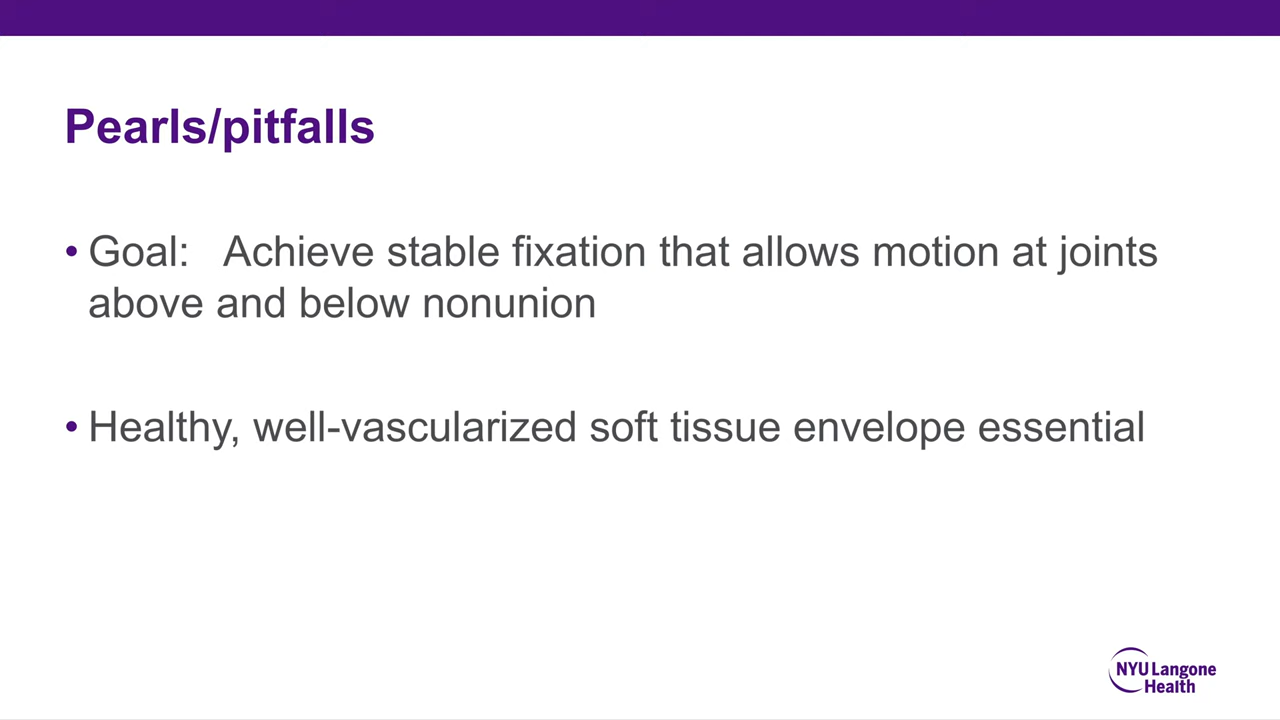 Pearls/pitfalls
• Goal:   Achieve stable fixation that allows motion at joints
above and below nonunion
• Healthy, well-vascularized soft tissue envelope essential
NYU Langone
Health